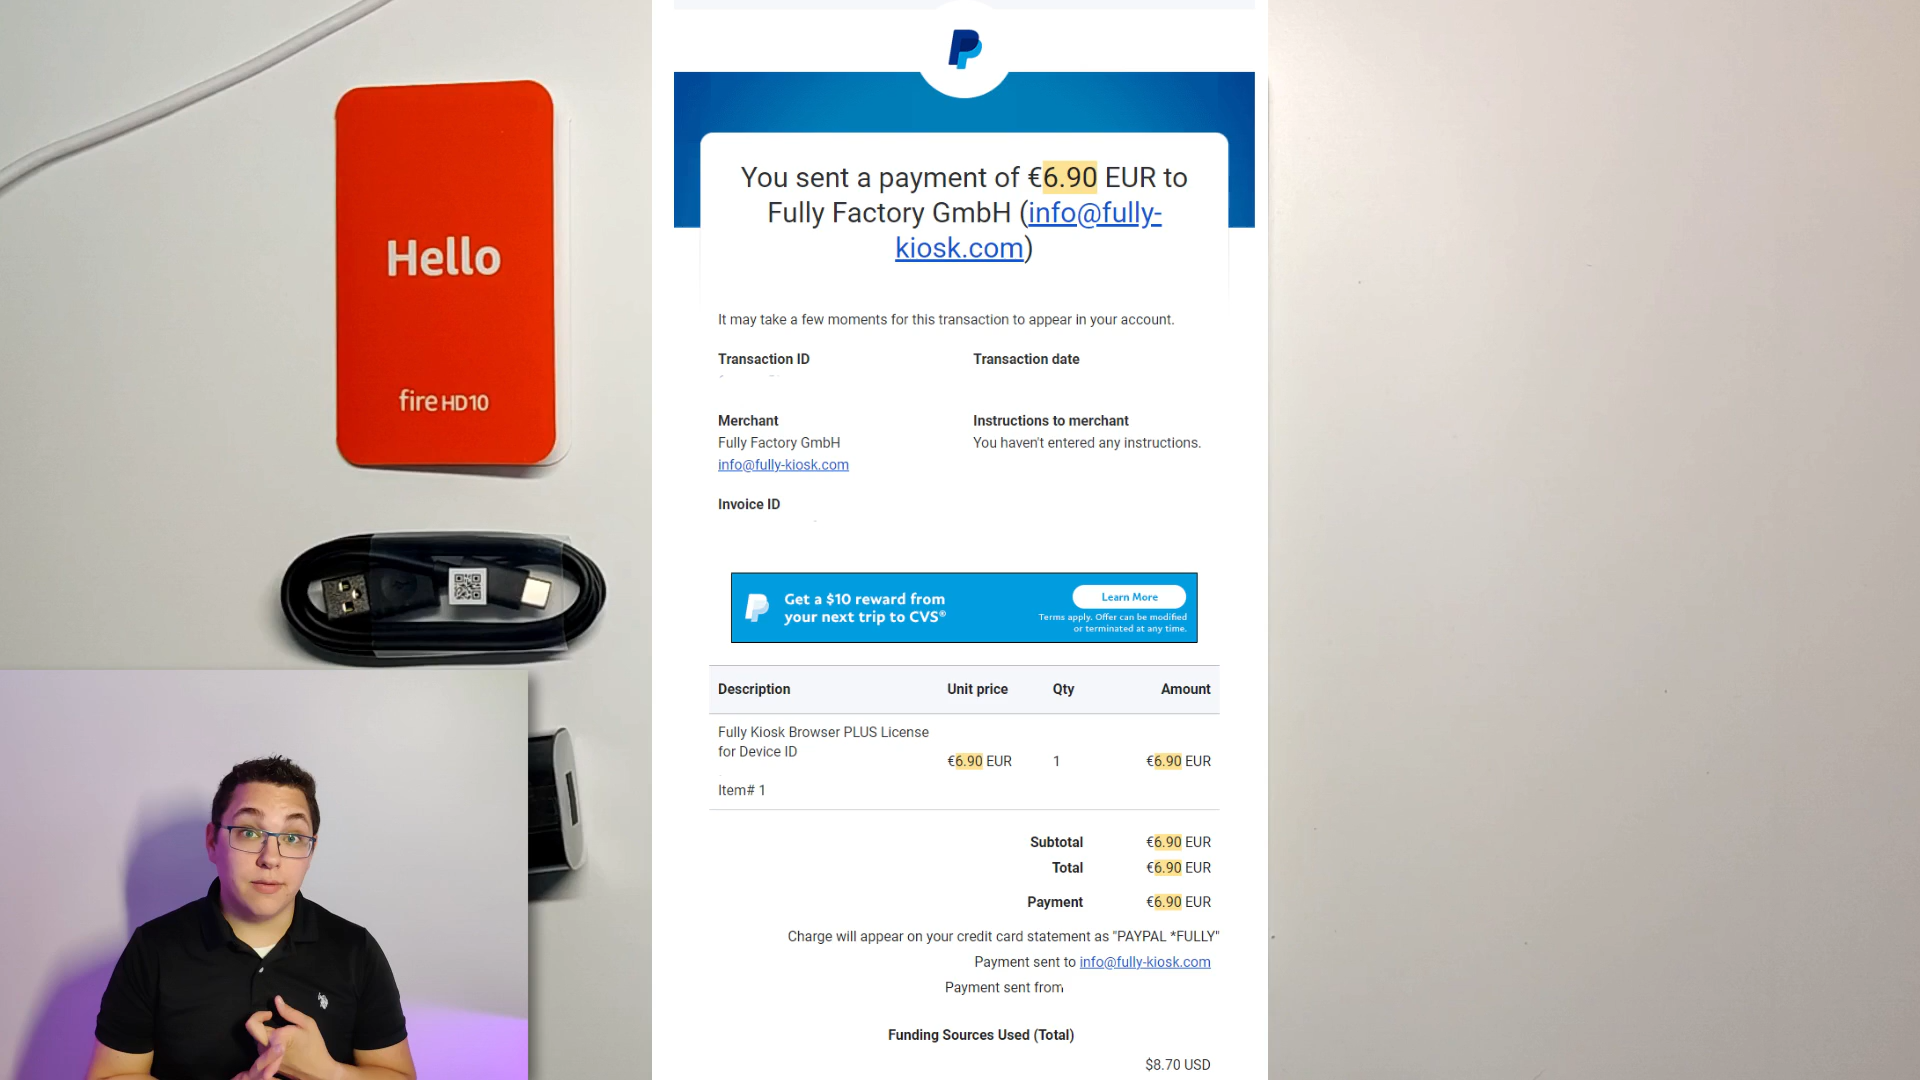 Hello
fire HD10
You sent a payment of €6.90 EUR to
Fully Factory GmbH (info@fully-
kiosk.com)
It may take a few moments for this transaction to appear in your account.
Transaction ID
Transaction date
Merchant
Fully Factory GmbH
info@fully-kiosk.com
Instructions to merchant
You haven't entered any instructions.
Invoice ID
Get a $10 reward from
your next trip to CVS®
Learn More
Terms apply. Offer can be modified
or terminated at any time.
Description Unit price Qty Amount
Fully Kiosk Browser PLUS License
for Device ID
€6.90 EUR 1 €6.90 EUR
Item# 1
Subtotal €6.90 EUR
Total €6.90 EUR
Payment €6.90 EUR
Charge will appear on your credit card statement as "PAYPAL *FULLY"
Payment sent to info@fully-kiosk.com
Payment sent from
Funding Sources Used (Total)
$8.70 USD